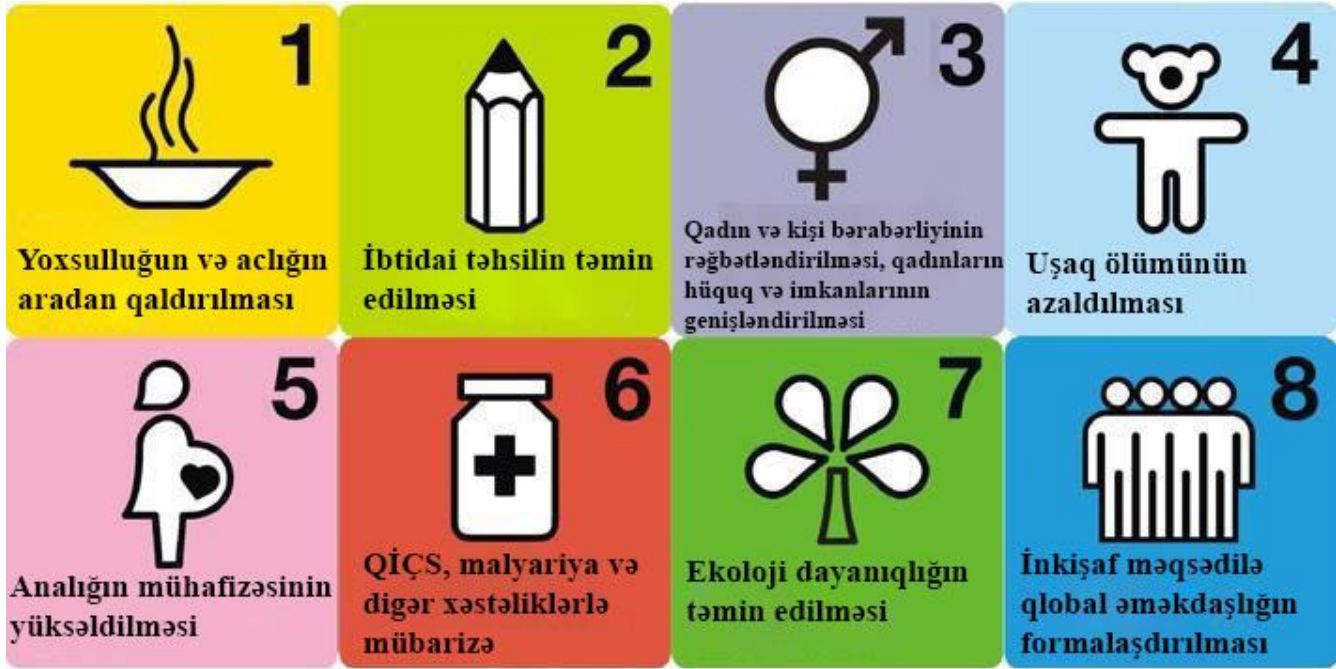 1
Yoxsulluğun və aclığın
aradan qaldırılması
2
İbtidai təhsilin təmin
edilməsi
3
Qadın və kişi bərabərliyinin
rəğbətləndirilməsi, qadınların
hüquq və imkanlarının
genişləndirilməsi
4
Uşaq ölümünün
azaldılması
5
Analığın mühafizəsinin
yüksəldilməsi
6
QİÇS, malyariya və
digər xəstəliklərlə
mübarizə
7
Ekoloji dayanıqlığın
təmin edilməsi
8
İnkişaf məqsədilə
qlobal əməkdaşlığın
formalaşdırılması